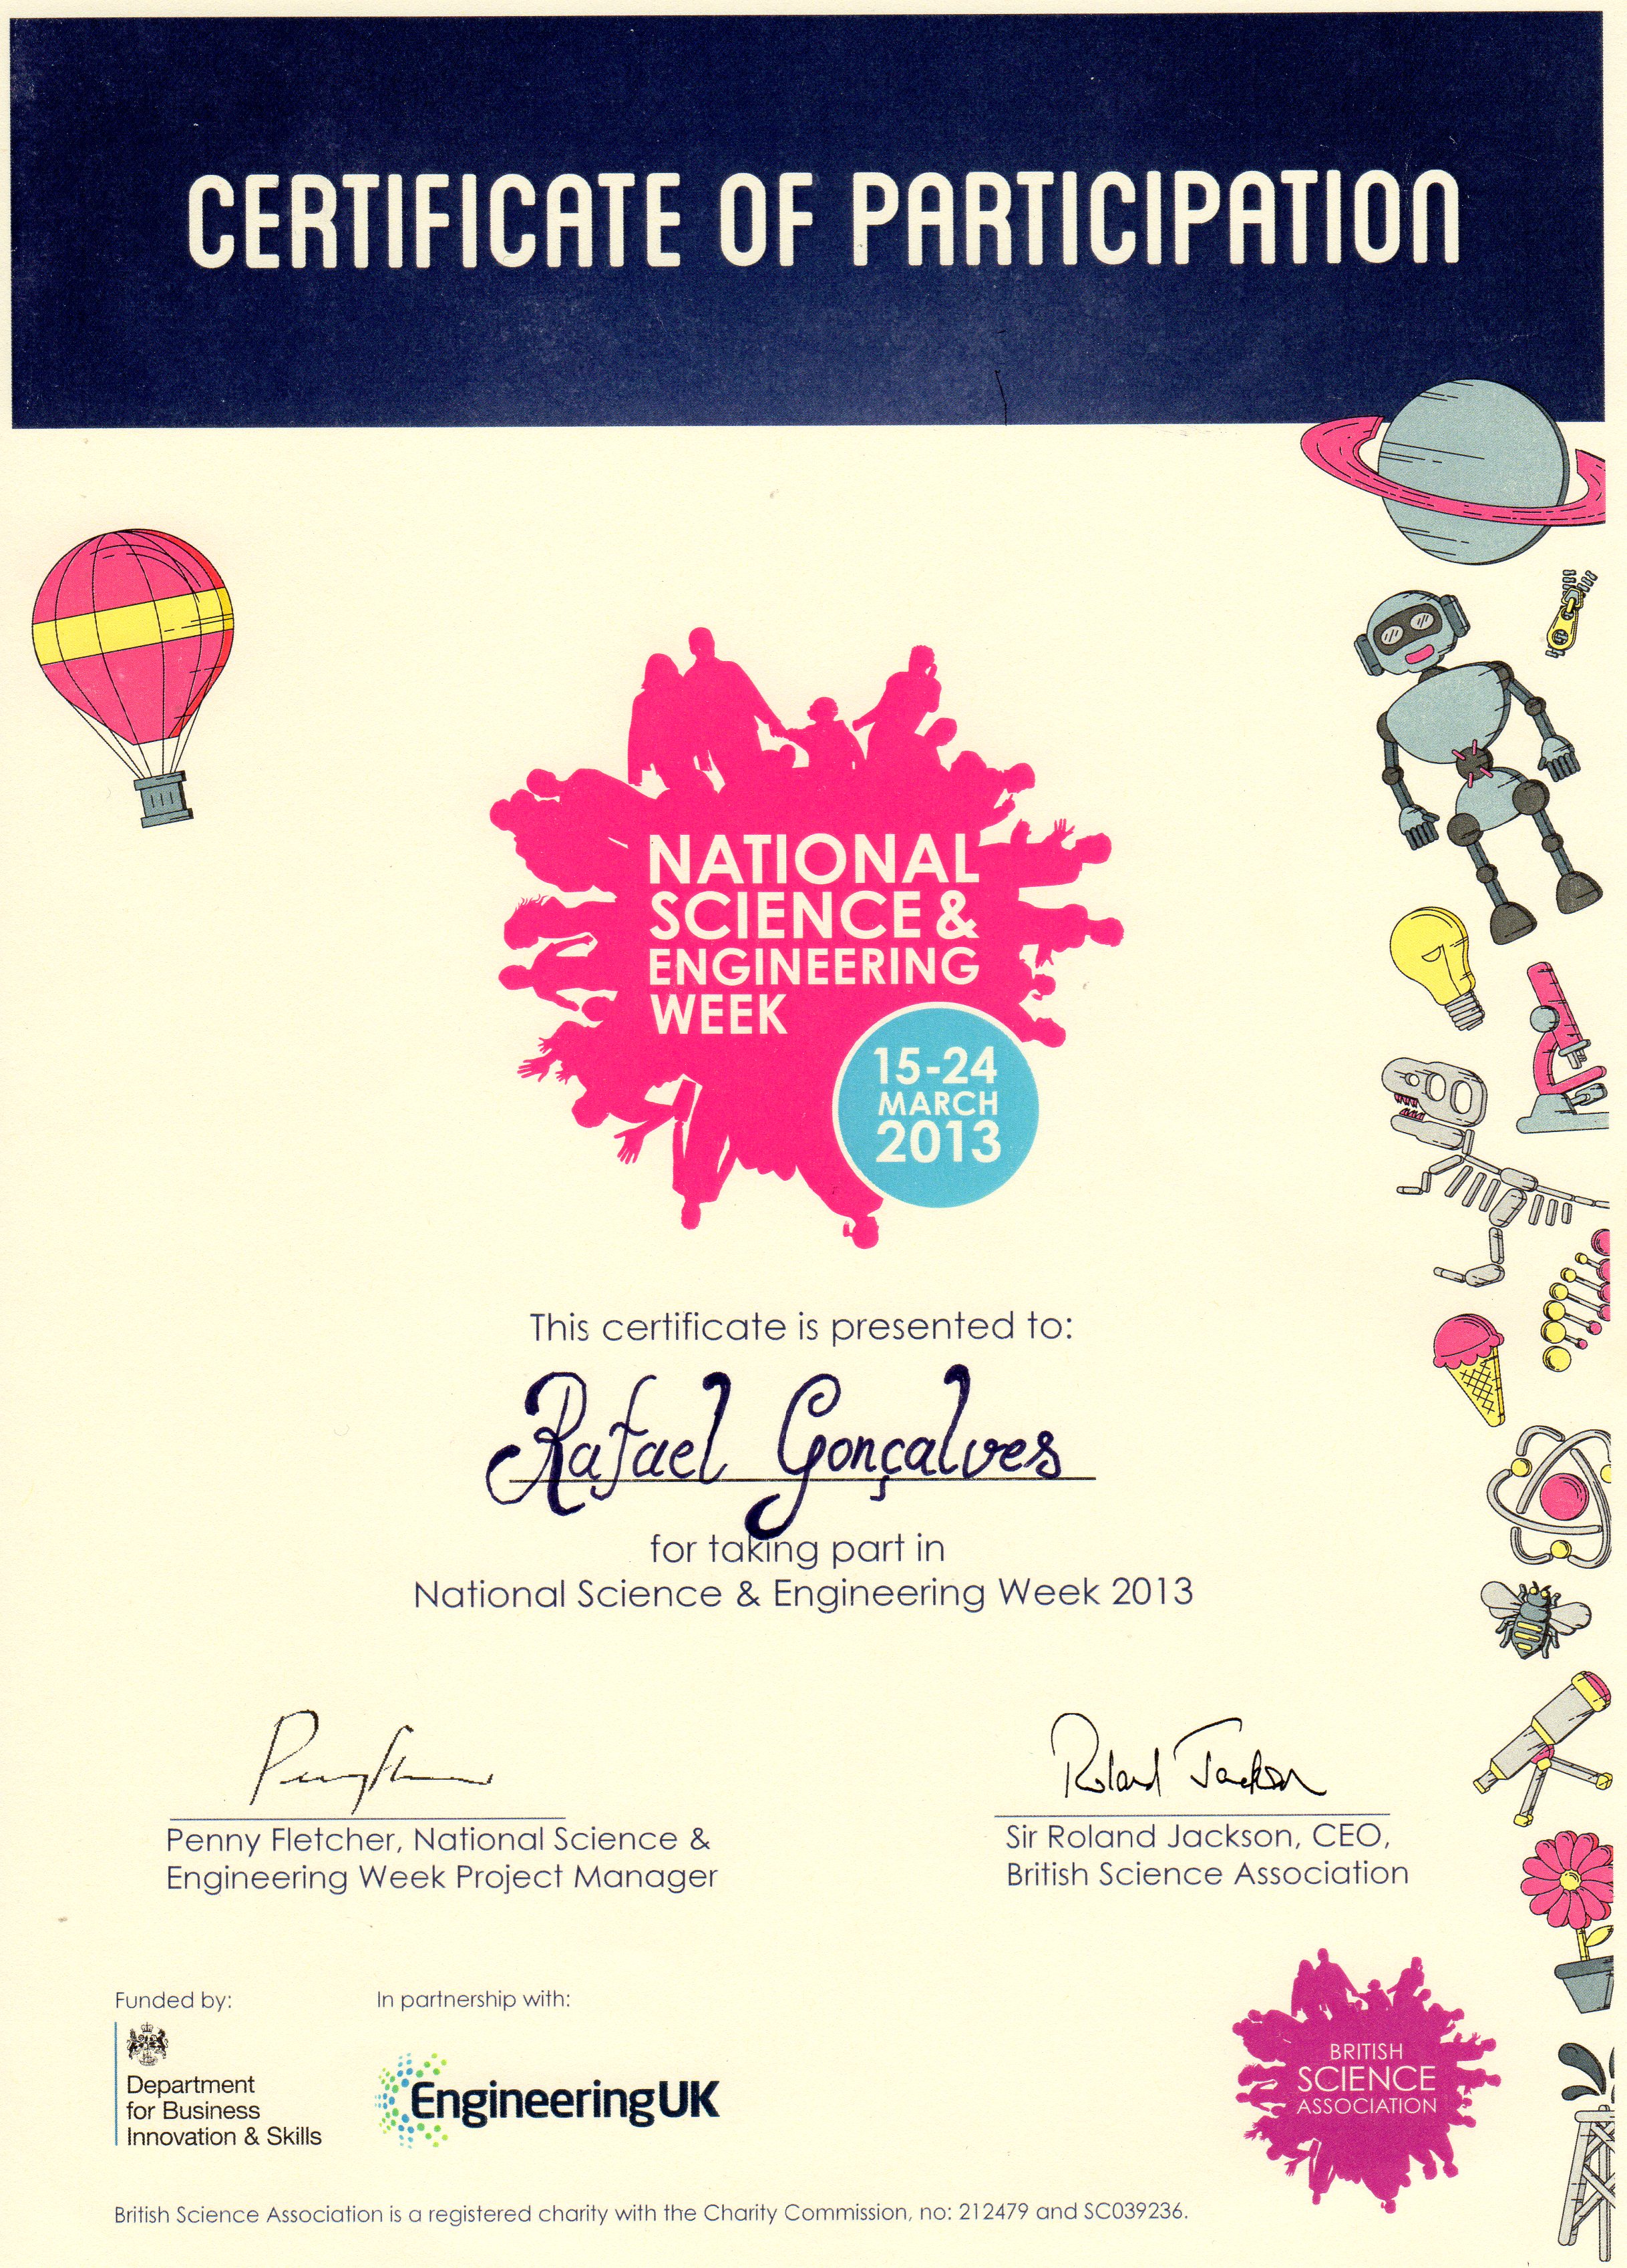 CERTIFICATE OF PARTICIPATION
NATIONAL
SCIENCE &
ENGINEERING
WEEK
15-24
MARCH
2013
This certificate is presented to:
Rafael Gonçalves
for taking part in
National Science & Engineering Week 2013
Roland Jackson
Penny Fletcher, National Science &
Engineering Week Project Manager
Sir Roland Jackson, CEO,
British Science Association
Funded by:
Department
for Business
Innovation & Skills
In partnership with:
EngineeringUK
BRITISH
SCIENCE
ASSOCIATION
British Science Association is a registered charity with the Charity Commission, no: 212479 and SC039236.